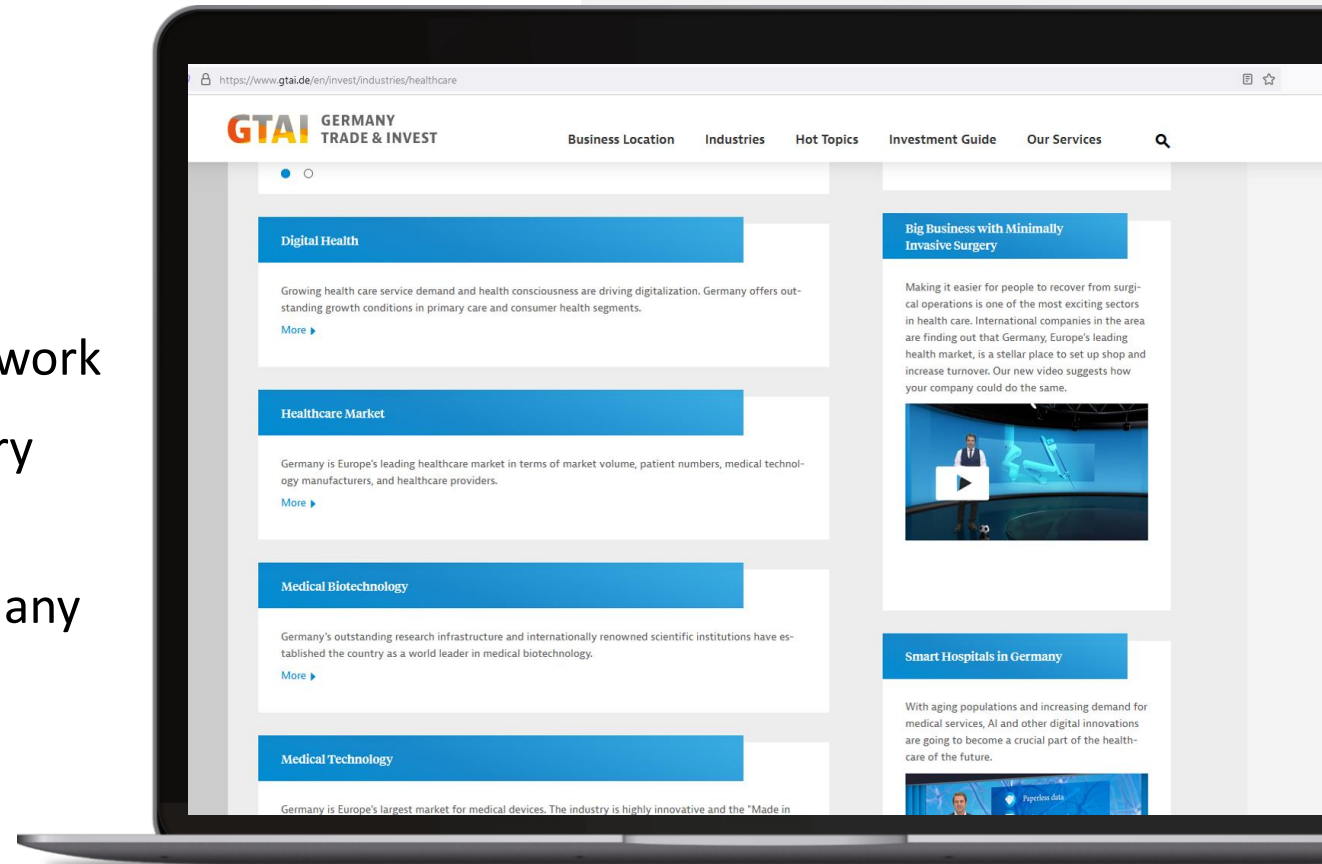 work
ry
any
https://www.gtai.de/en/invest/industries/healthcare
GTAI GERMANY
TRADE & INVEST
Business Location Industries Hot Topics Investment Guide Our Services
Digital Health
Growing health care service demand and health consciousness are driving digitalization. Germany offers out-
standing growth conditions in primary care and consumer health segments.
More
Healthcare Market
Germany is Europe's leading healthcare market in terms of market volume, patient numbers, medical technol-
ogy manufacturers, and healthcare providers.
More
Medical Biotechnology
Germany's outstanding research infrastructure and internationally renowned scientific institutions have es-
tablished the country as a world leader in medical biotechnology.
More
Medical Technology
Germany is Europe's largest market for medical devices. The industry is highly innovative and the "Made in
Big Business with Minimally
Invasive Surgery
Making it easier for people to recover from surgi-
cal operations is one of the most exciting sectors
in health care. International companies in the area
are finding out that Germany, Europe's leading
health market, is a stellar place to set up shop and
increase turnover. Our new video suggests how
your company could do the same.
Smart Hospitals in Germany
With aging populations and increasing demand for
medical services, AI and other digital innovations
are going to become a crucial part of the health-
care of the future.
Paperless data